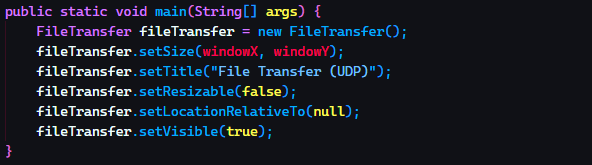 public static void main(String[] args) {
    FileTransfer fileTransfer = new FileTransfer();
    fileTransfer.setSize(windowX, windowY);
    fileTransfer.setTitle("File Transfer (UDP)");
    fileTransfer.setResizable(false);
    fileTransfer.setLocationRelativeTo(null);
    fileTransfer.setVisible(true);
}